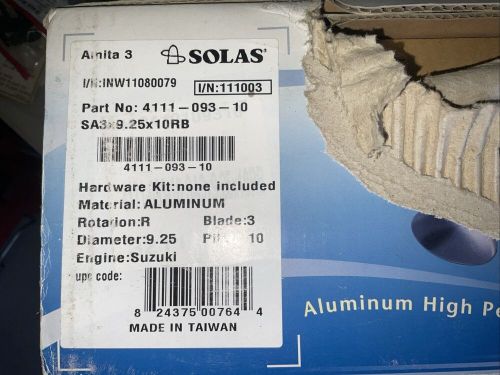 Amita 3 SOLAS
I/N:INW11080079 I/N:111003
Part No: 4111-093-10
SA3x9.25x10RB
4111-093-10
Hardware Kit:none included
Material: ALUMINUM
Rotarion:R Blade:3
Diameter:9.25 10
Engine:Suzuki
upc code:
8 24375 00764 4
MADE IN TAIWAN
Aluminum High